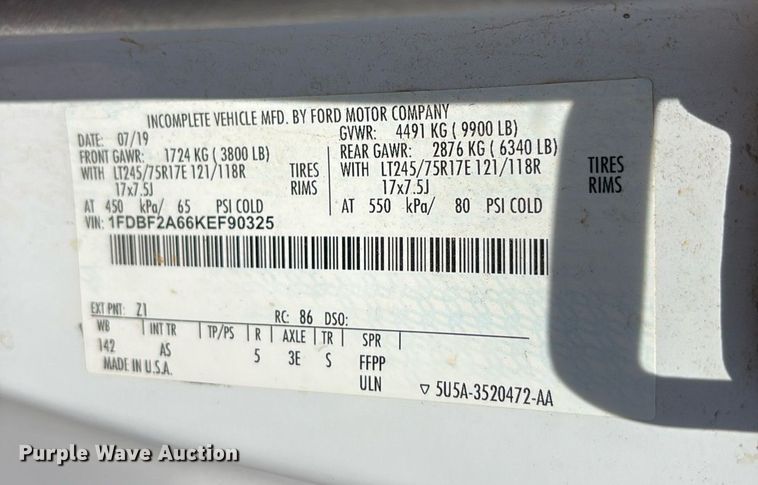 INCOMPLETE VEHICLE MFD. BY FORD MOTOR COMPANY
DATE: 07/19 GVWR: 4491 KG ( 9900 LB)
FRONT GAWR: 1724 KG ( 3800 LB) REAR GAWR: 2876 KG ( 6340 LB)
WITH LT245/75R17E 121/118R TIRES WITH LT245/75R17E 121/118R TIRES
17x7.5J RIMS 17x7.5J RIMS
AT 450 kPa/ 65 PSI COLD AT 550 kPa/ 80 PSI COLD
VIN: 1FDBF2A66KEF90325
EXT PNT: Z1 RC: 86 DSO:
WB INT TR TP/PS R AXLE TR SPR
142 AS 5 3E S FFPP
MADE IN U.S.A. ULN ▽ 5U5A-3520472-AA
Purple Wave Auction